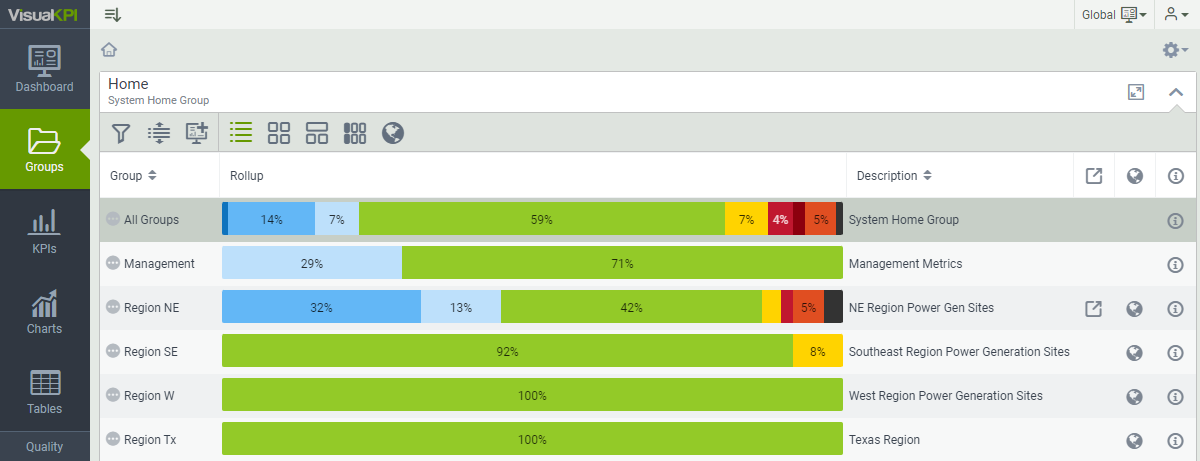 VisualKPI
Global
Dashboard
Home
System Home Group
Groups
Group Rollup Description
All Groups 14% 7% 59% 7% 4% 5% System Home Group
KPIs
Management 29% 71% Management Metrics
Region NE 32% 13% 42% 5% NE Region Power Gen Sites
Charts
Region SE 92% 8% Southeast Region Power Generation Sites
Region W 100% West Region Power Generation Sites
Tables
Region Tx 100% Texas Region
Quality